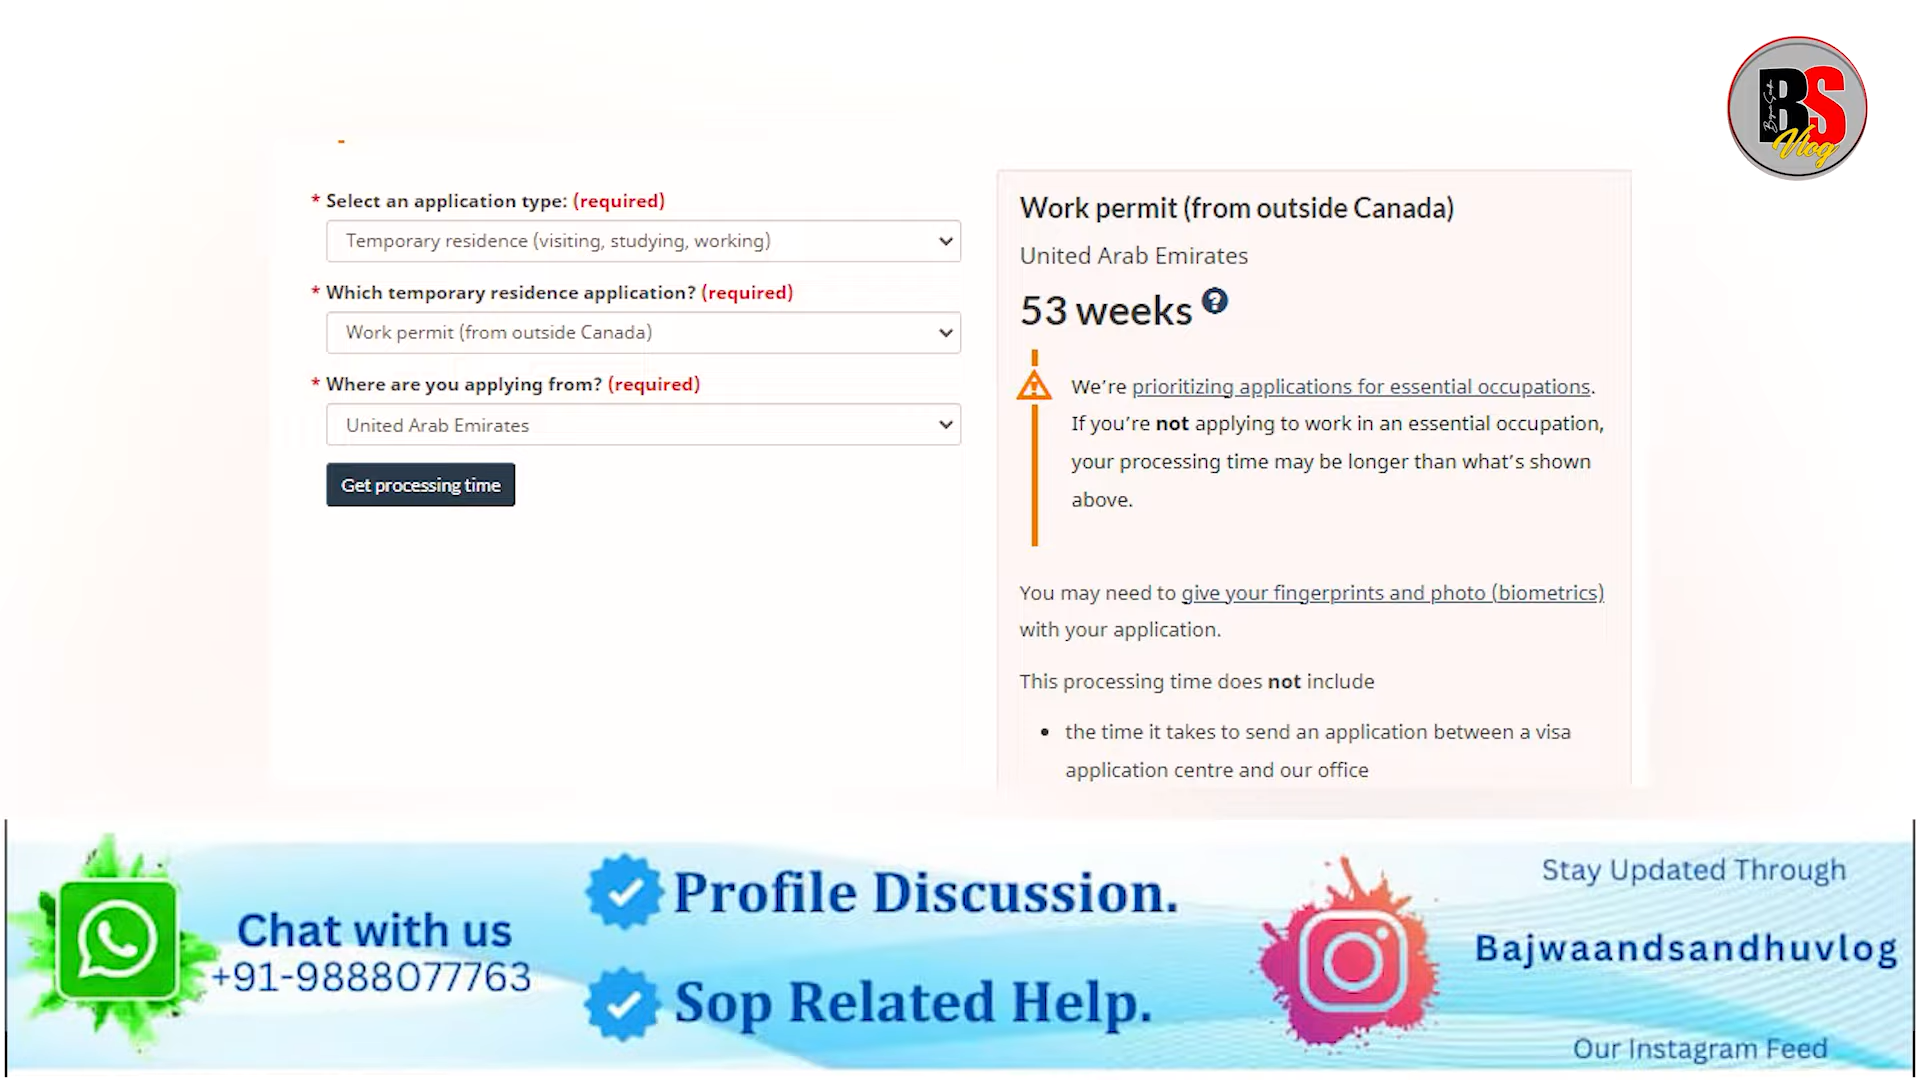 BS
Vlog
* Select an application type: (required)
Temporary residence (visiting, studying, working)
* Which temporary residence application? (required)
Work permit (from outside Canada)
* Where are you applying from? (required)
United Arab Emirates
Get processing time
Work permit (from outside Canada)
United Arab Emirates
53 weeks ?
We're prioritizing applications for essential occupations.
If you're not applying to work in an essential occupation,
your processing time may be longer than what's shown
above.
You may need to give your fingerprints and photo (biometrics)
with your application.
This processing time does not include
• the time it takes to send an application between a visa
application centre and our office
Chat with us
+91-9888077763
Profile Discussion.
Sop Related Help.
Stay Updated Through
Bajwaandsandhuvlog
Our Instagram Feed